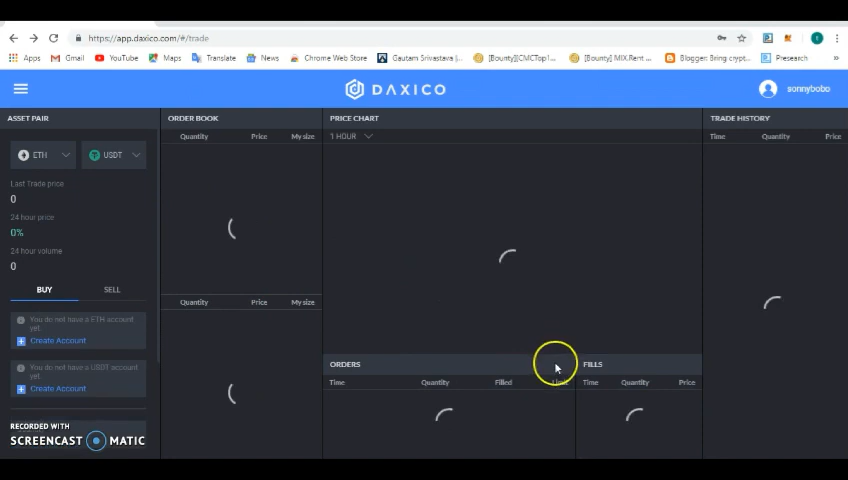 https://app.daxico.com/#/trade
Apps
Gmail
YouTube
Maps
Translate
News
Chrome Web Store
Gautam Srivastava |...
[Bounty][CMCTop1...
[Bounty] MIX.Rent ...
Blogger: Bring crypt...
Presearch
»
DAXICO
sonnybobo
ASSET PAIR
ETH
USDT
Last Trade price
0
24 hour price
0%
24 hour volume
0
BUY
SELL
You do not have a ETH account
yet
Create Account
You do not have a USDT account
yet
Create Account
RECORDED WITH
SCREENCAST MATIC
ORDER BOOK
Quantity
Price
My size
Quantity
Price
My size
PRICE CHART
1 HOUR
ORDERS
Time
Quantity
Filled
Limit
FILLS
Time
Quantity
Price
TRADE HISTORY
Time
Quantity
Price